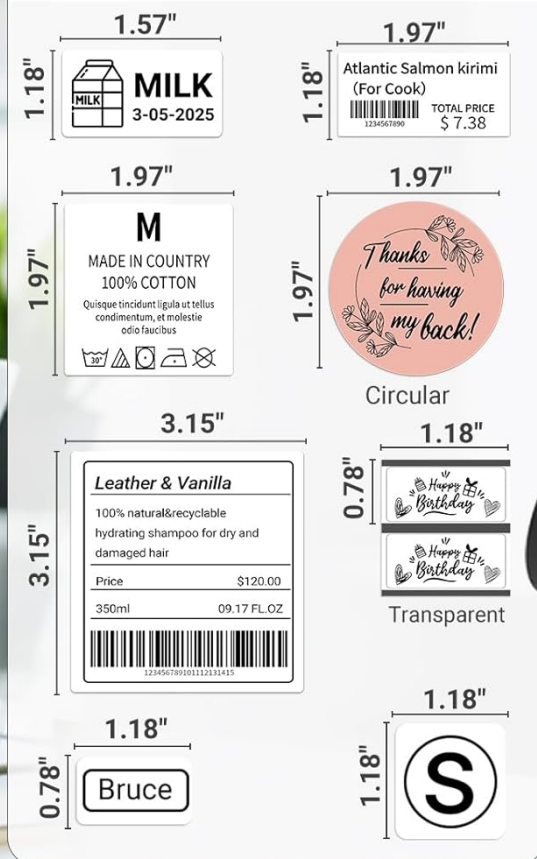 1.57"
1.18"
MILK
MILK
3-05-2025
1.97"
1.18"
Atlantic Salmon kirimi
(For Cook)
TOTAL PRICE
1234567890
$ 7.38
1.97"
1.97"
M
MADE IN COUNTRY
100% COTTON
Quisque tincidunt ligula ut tellus
condimentum, et molestie
odio faucibus
30°
1.97"
1.97"
Thanks
for having
my back!
Circular
3.15"
3.15"
Leather & Vanilla
100% natural&recyclable
hydrating shampoo for dry and
damaged hair
Price $120.00
350ml 09.17 FL.OZ
123456789101112131415
1.18"
0.78"
Happy
Birthday
Happy
Birthday
Transparent
1.18"
0.78"
Bruce
1.18"
1.18"
S